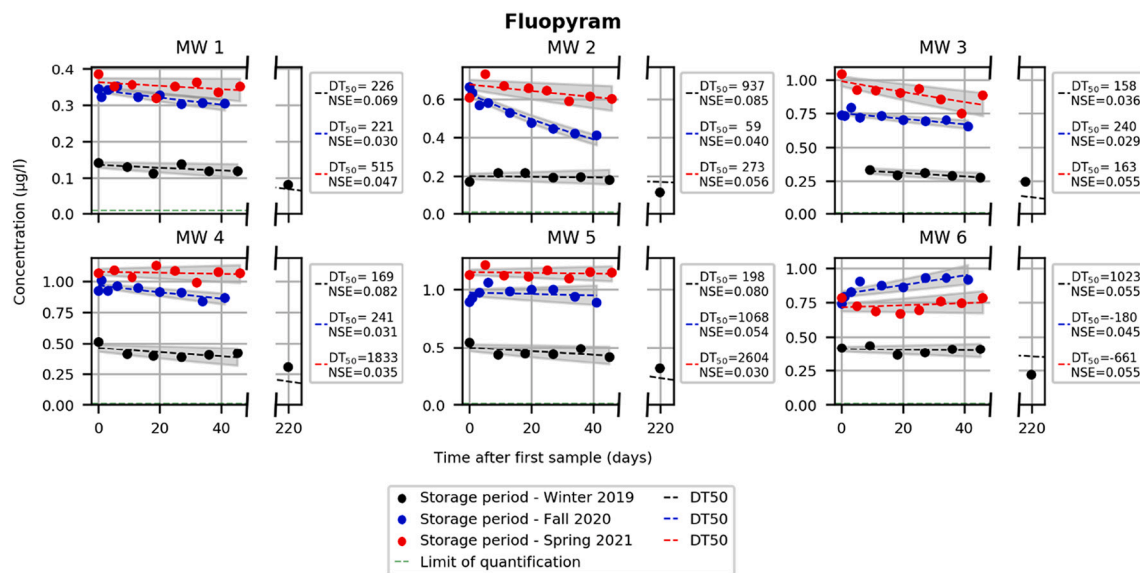 Fluopyram
MW 1
MW 2
MW 3
0.4
0.3
0.2
0.1
0.0
DT50= 226
NSE=0.069
DT50= 221
NSE=0.030
DT50= 515
NSE=0.047
0.6
0.4
0.2
0.0
DT50= 937
NSE=0.085
DT50= 59
NSE=0.040
DT50= 273
NSE=0.056
1.00
0.75
0.50
0.25
0.00
DT50= 158
NSE=0.036
DT50= 240
NSE=0.029
DT50= 163
NSE=0.055
Concentration (µg/l)
MW 4
MW 5
MW 6
1.00
0.75
0.50
0.25
0.00
0
20
40
220
DT50= 169
NSE=0.082
DT50= 241
NSE=0.031
DT50=1833
NSE=0.035
1.0
0.5
0.0
0
20
40
220
DT50= 198
NSE=0.080
DT50=1068
NSE=0.054
DT50=2604
NSE=0.030
1.00
0.75
0.50
0.25
0.00
0
20
40
220
DT50=1023
NSE=0.055
DT50=-180
NSE=0.045
DT50=-661
NSE=0.055
Time after first sample (days)
Storage period - Winter 2019
Storage period - Fall 2020
Storage period - Spring 2021
Limit of quantification
DT50
DT50
DT50